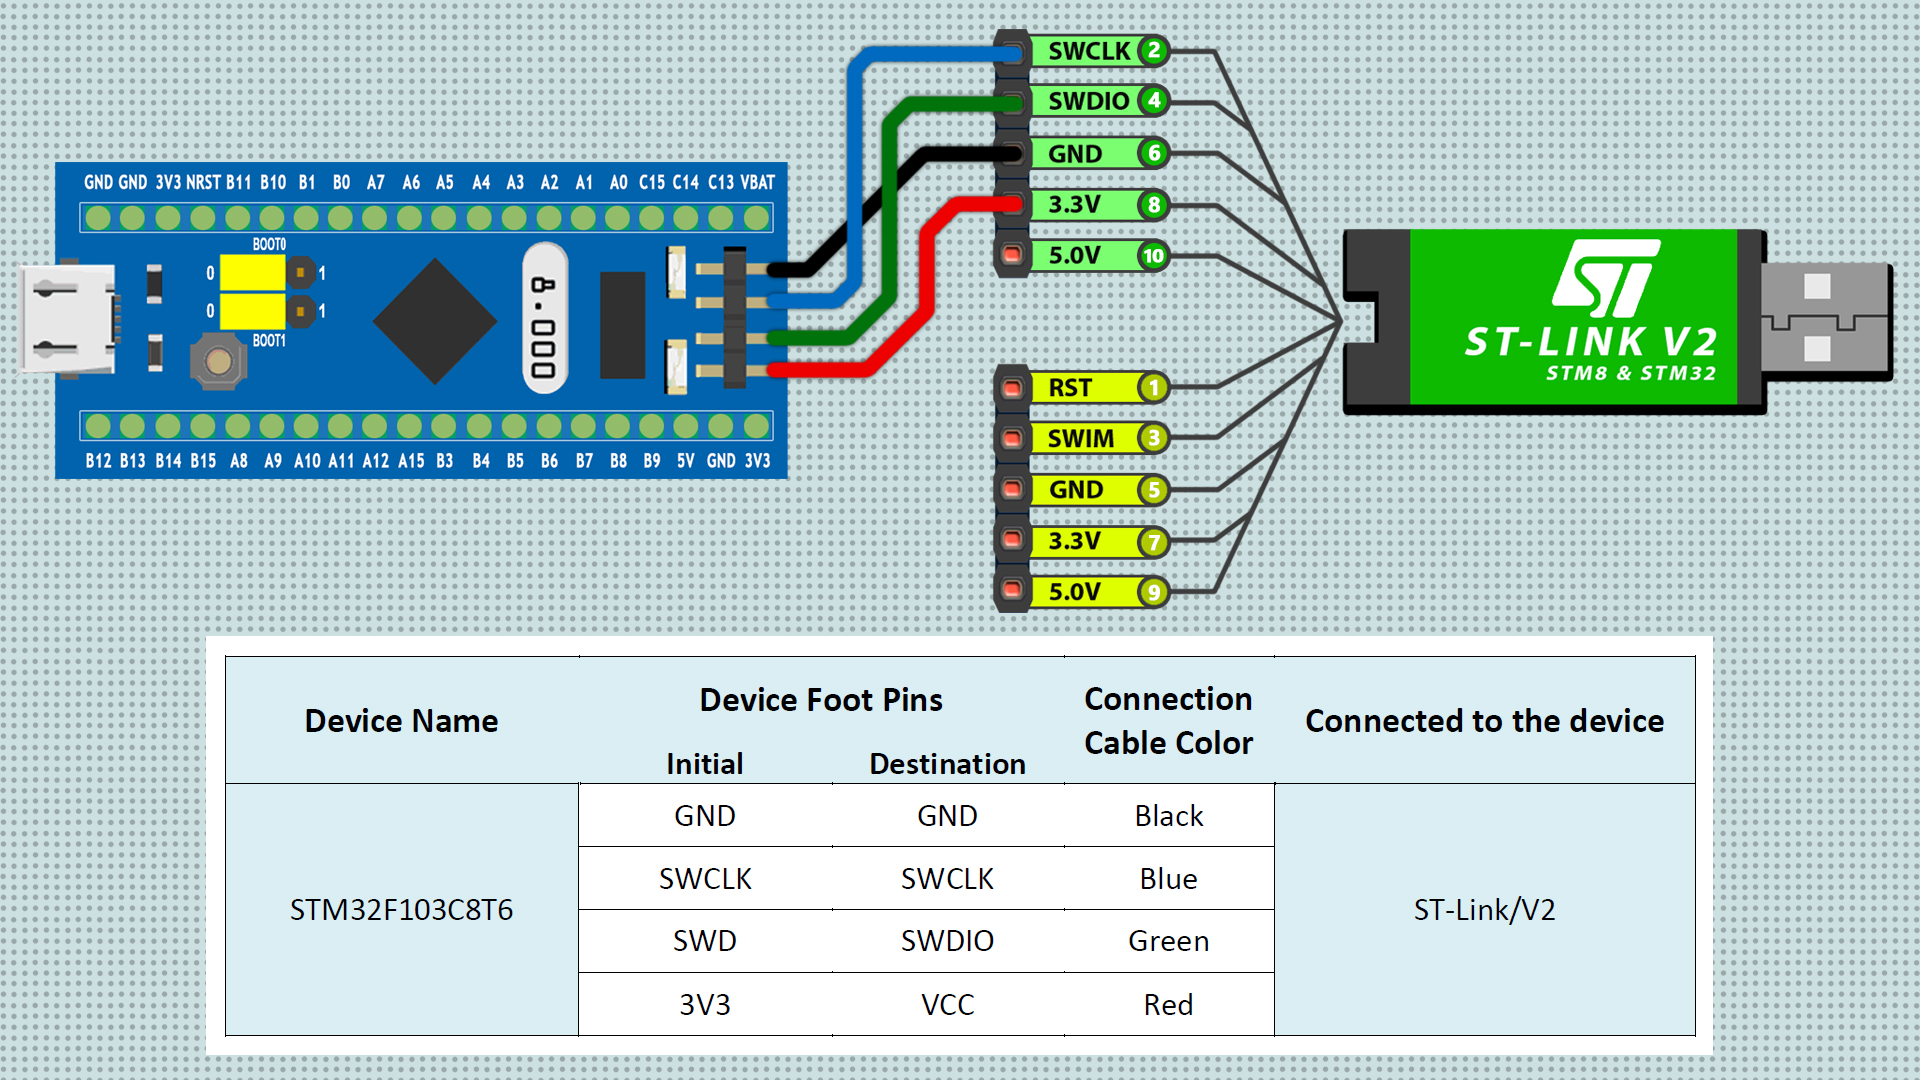 GND GND 3V3 NRST B11 B10 B1 B0 A7 A6 A5 A4 A3 A2 A1 A0 C15 C14 C13 VBAT
BOOT0
0 1
0 1
BOOT1
8.000
B12 B13 B14 B15 A8 A9 A10 A11 A12 A15 B3 B4 B5 B6 B7 B8 B9 5V GND 3V3
SWCLK 2
SWDIO 4
GND 6
3.3V 8
5.0V 10
RST 1
SWIM 3
GND 5
3.3V 7
5.0V 9
ST
ST-LINK V2
STM8 & STM32
Device Name
Device Foot Pins
Initial Destination
Connection
Cable Color
Connected to the device
STM32F103C8T6
GND GND Black
SWCLK SWCLK Blue
SWD SWDIO Green
3V3 VCC Red
ST-Link/V2